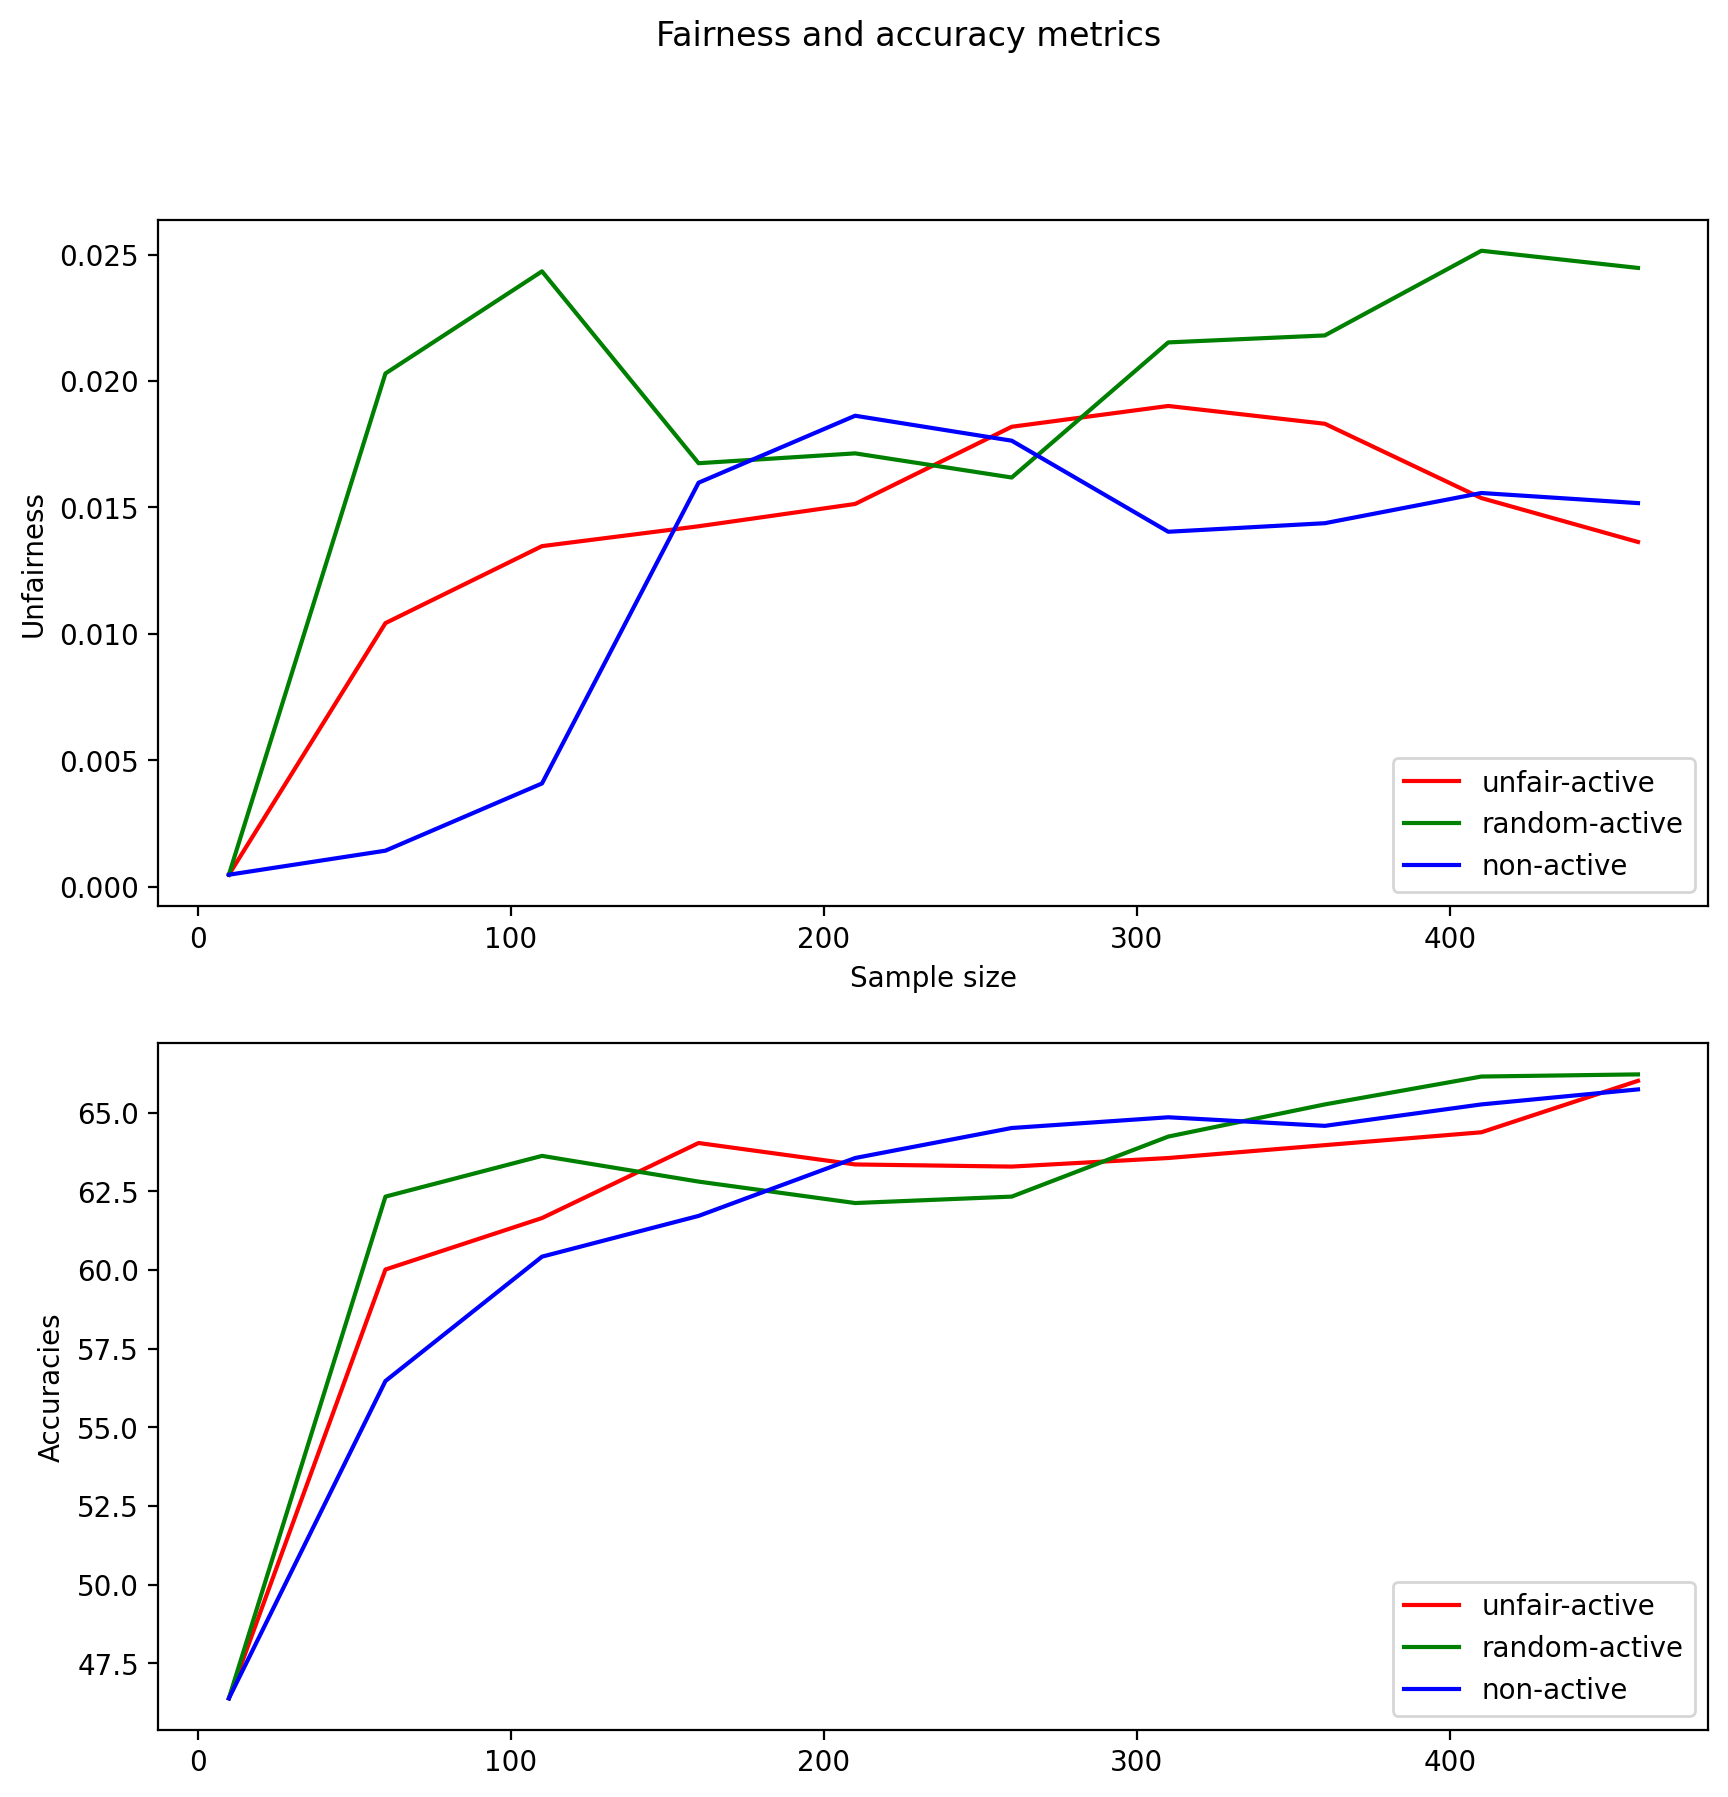 Fairness and accuracy metrics
0.025
0.020
0.015
0.010
0.005
0.000
Unfairness
unfair-active
random-active
non-active
0 100 200 300 400
Sample size
65.0
62.5
60.0
57.5
55.0
52.5
50.0
47.5
Accuracies
unfair-active
random-active
non-active
0 100 200 300 400